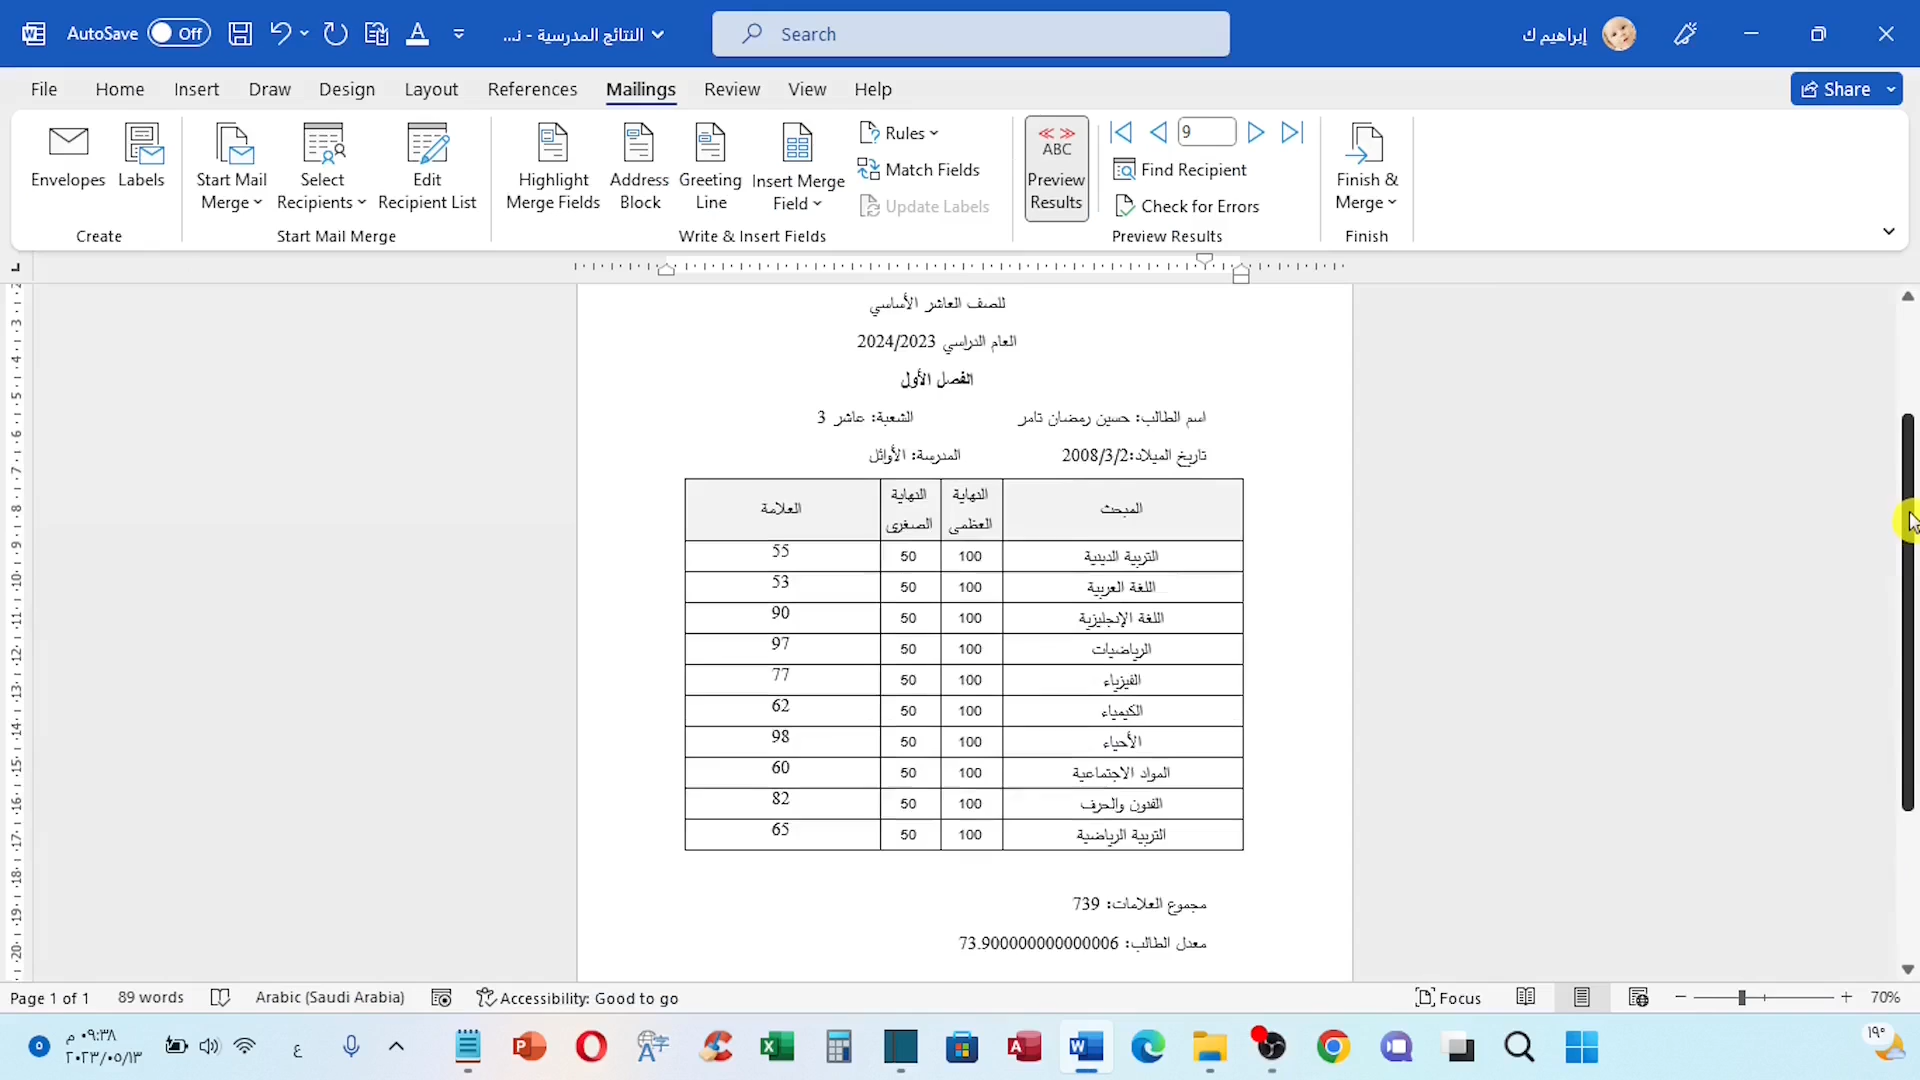 AutoSave Off
النتائج المدرسية - نـ...
Search
إبراهيم ك
File Home Insert Draw Design Layout References Mailings Review View Help
Share
Envelopes
Labels
Create
Start Mail Merge
Select Recipients
Edit Recipient List
Start Mail Merge
Highlight Merge Fields
Address Block
Greeting Line
Insert Merge Field
Rules
Match Fields
Update Labels
Write & Insert Fields
ABC
Preview Results
9
Find Recipient
Check for Errors
Preview Results
Finish & Merge
Finish
للصف العاشر الأساسي
العام الدراسي 2024/2023
الفصل الأول
اسم الطالب: حسين رمضان تامر الشعبة: عاشر 3
تاريخ الميلاد:2008/3/2 المدرسة: الأوائل
المبحث النهاية العظمى النهاية الصغرى العلامة
التربية الدينية 100 50 55
اللغة العربية 100 50 53
اللغة الإنجليزية 100 50 90
الرياضيات 100 50 97
الفيزياء 100 50 77
الكيمياء 100 50 62
الأحياء 100 50 98
المواد الاجتماعية 100 50 60
الفنون والحرف 100 50 82
التربية الرياضية 100 50 65
مجموع العلامات: 739
معدل الطالب: 73.900000000000006
Page 1 of 1 89 words Arabic (Saudi Arabia) Accessibility: Good to go Focus 70%
٠٩:٣٨ م
٢٠٢٣/٠٥/١٣
ع
١٩°